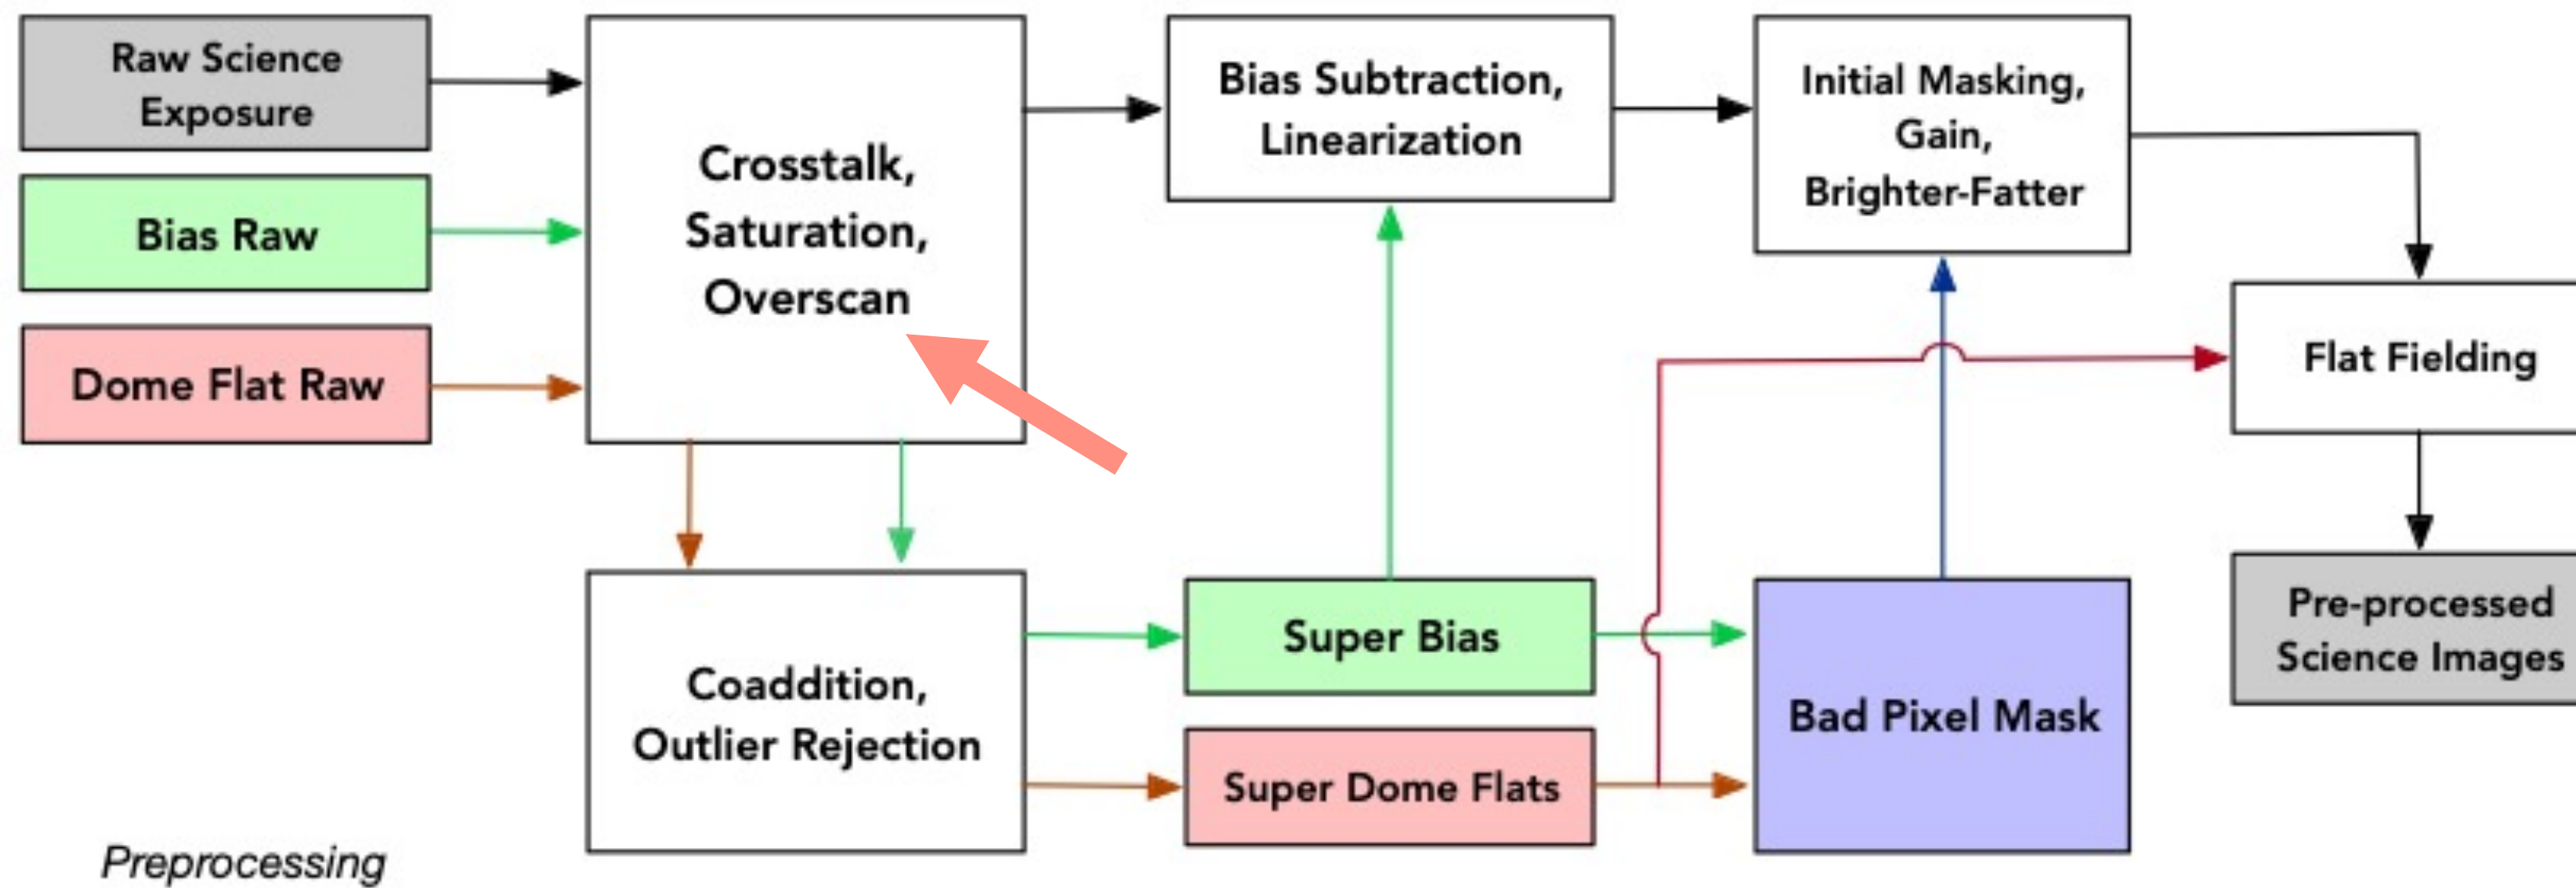 Raw Science
Exposure
Bias Raw
Dome Flat Raw
Crosstalk,
Saturation,
Overscan
Bias Subtraction,
Linearization
Initial Masking,
Gain,
Brighter-Fatter
Flat Fielding
Pre-processed
Science Images
Coaddition,
Outlier Rejection
Super Bias
Super Dome Flats
Bad Pixel Mask
Preprocessing